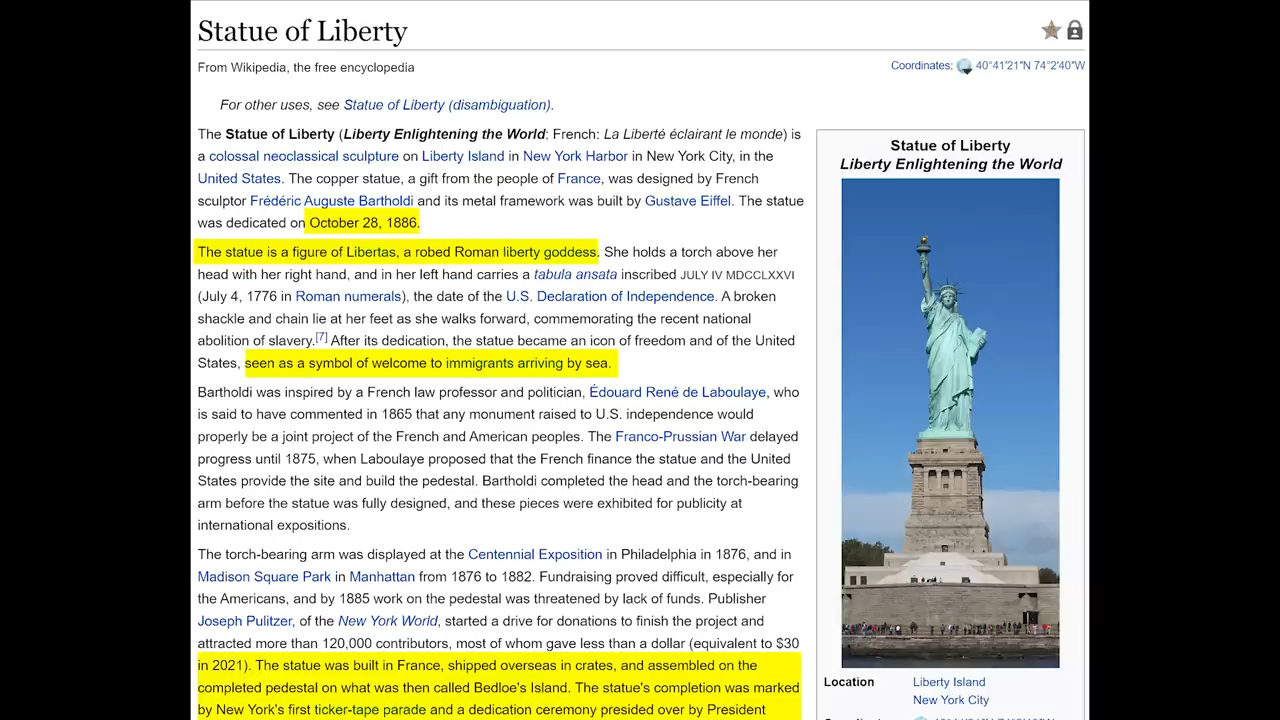 Statue of Liberty
From Wikipedia, the free encyclopedia
Coordinates: 40°41′21″N 74°2′40″W
For other uses, see Statue of Liberty (disambiguation).
The Statue of Liberty (Liberty Enlightening the World; French: La Liberté éclairant le monde) is
a colossal neoclassical sculpture on Liberty Island in New York Harbor in New York City, in the
United States. The copper statue, a gift from the people of France, was designed by French
sculptor Frédéric Auguste Bartholdi and its metal framework was built by Gustave Eiffel. The statue
was dedicated on October 28, 1886.
The statue is a figure of Libertas, a robed Roman liberty goddess. She holds a torch above her
head with her right hand, and in her left hand carries a tabula ansata inscribed JULY IV MDCCLXXVI
(July 4, 1776 in Roman numerals), the date of the U.S. Declaration of Independence. A broken
shackle and chain lie at her feet as she walks forward, commemorating the recent national
abolition of slavery.[7] After its dedication, the statue became an icon of freedom and of the United
States, seen as a symbol of welcome to immigrants arriving by sea.
Bartholdi was inspired by a French law professor and politician, Édouard René de Laboulaye, who
is said to have commented in 1865 that any monument raised to U.S. independence would
properly be a joint project of the French and American peoples. The Franco-Prussian War delayed
progress until 1875, when Laboulaye proposed that the French finance the statue and the United
States provide the site and build the pedestal. Bartholdi completed the head and the torch-bearing
arm before the statue was fully designed, and these pieces were exhibited for publicity at
international expositions.
The torch-bearing arm was displayed at the Centennial Exposition in Philadelphia in 1876, and in
Madison Square Park in Manhattan from 1876 to 1882. Fundraising proved difficult, especially for
the Americans, and by 1885 work on the pedestal was threatened by lack of funds. Publisher
Joseph Pulitzer, of the New York World, started a drive for donations to finish the project and
attracted more than 120,000 contributors, most of whom gave less than a dollar (equivalent to $30
in 2021). The statue was built in France, shipped overseas in crates, and assembled on the
completed pedestal on what was then called Bedloe's Island. The statue's completion was marked
by New York's first ticker-tape parade and a dedication ceremony presided over by President
Statue of Liberty
Liberty Enlightening the World
Location Liberty Island
New York City